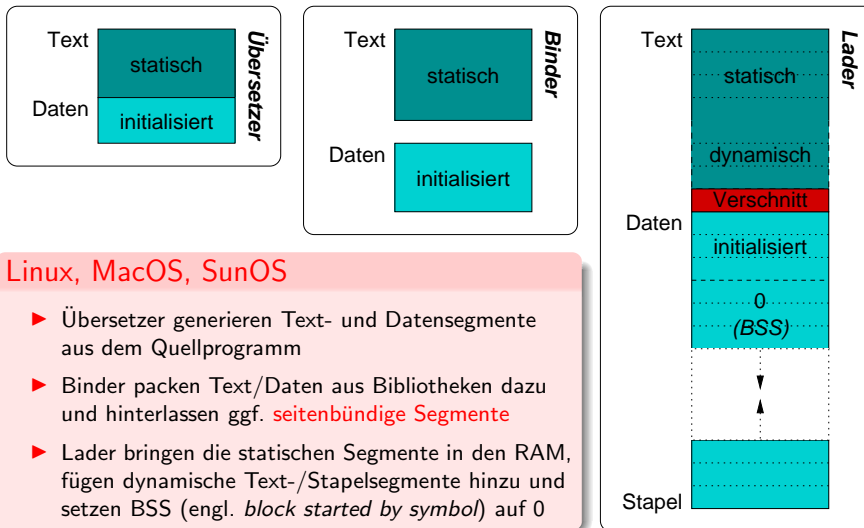 Text
statisch
Daten
initialisiert
Übersetzer
Text
statisch
Daten
initialisiert
Binder
Text
statisch
dynamisch
Verschnitt
Daten
initialisiert
0
(BSS)
Stapel
Lader
Linux, MacOS, SunOS
▶ Übersetzer generieren Text- und Datensegmente
aus dem Quellprogramm
▶ Binder packen Text/Daten aus Bibliotheken dazu
und hinterlassen ggf. seitenbündige Segmente
▶ Lader bringen die statischen Segmente in den RAM,
fügen dynamische Text-/Stapelsegmente hinzu und
setzen BSS (engl. block started by symbol) auf 0